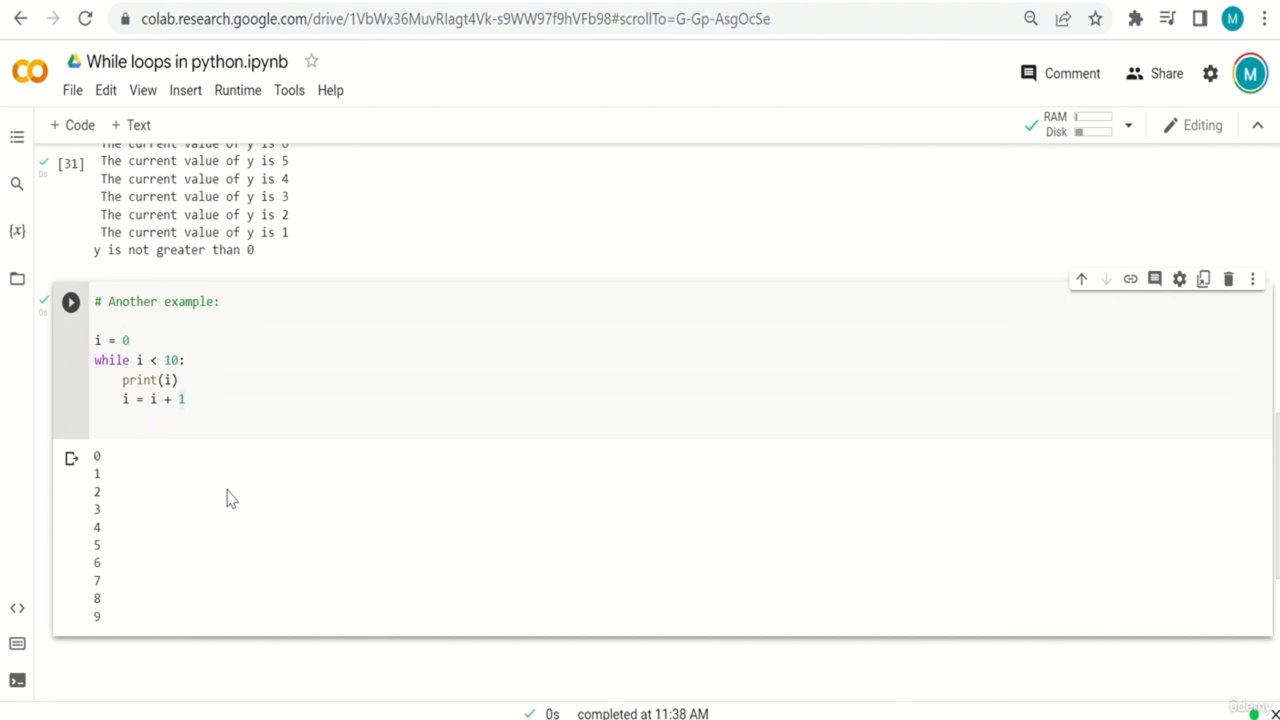 colab.research.google.com/drive/1VbWx36MuvRIagt4Vk-s9WW97f9hVFb98#scrollTo=G-Gp-AsgOcSe
M
While loops in python.ipynb
File Edit View Insert Runtime Tools Help
Comment Share M
+ Code + Text
RAM
Disk
Editing
The current value of y is 6
[31] The current value of y is 5
0s
The current value of y is 4
The current value of y is 3
The current value of y is 2
The current value of y is 1
y is not greater than 0
{x}
# Another example:
0s
i = 0
while i < 10:
print(i)
i = i + 1
0
1
2
3
4
5
6
7
8
9
0s completed at 11:38 AM
Udemy